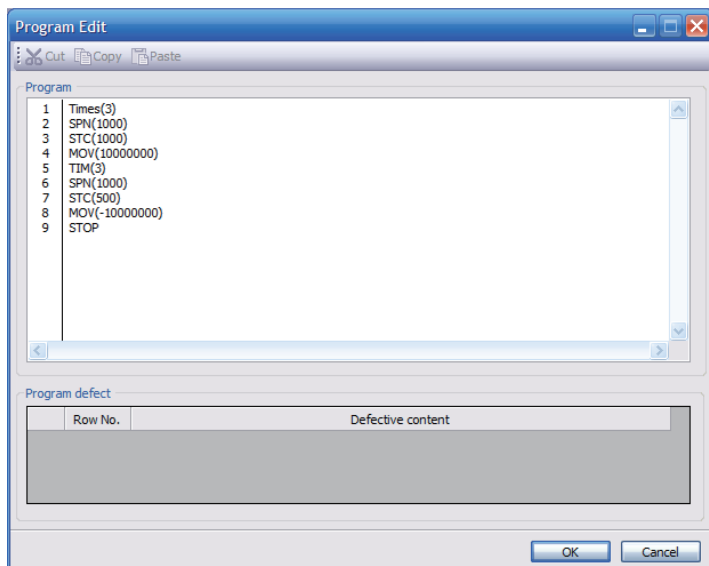 Program Edit
Cut Copy Paste
Program
1 Times(3)
2 SPN(1000)
3 STC(1000)
4 MOV(10000000)
5 TIM(3)
6 SPN(1000)
7 STC(500)
8 MOV(-10000000)
9 STOP
Program defect
Row No. Defective content
OK Cancel